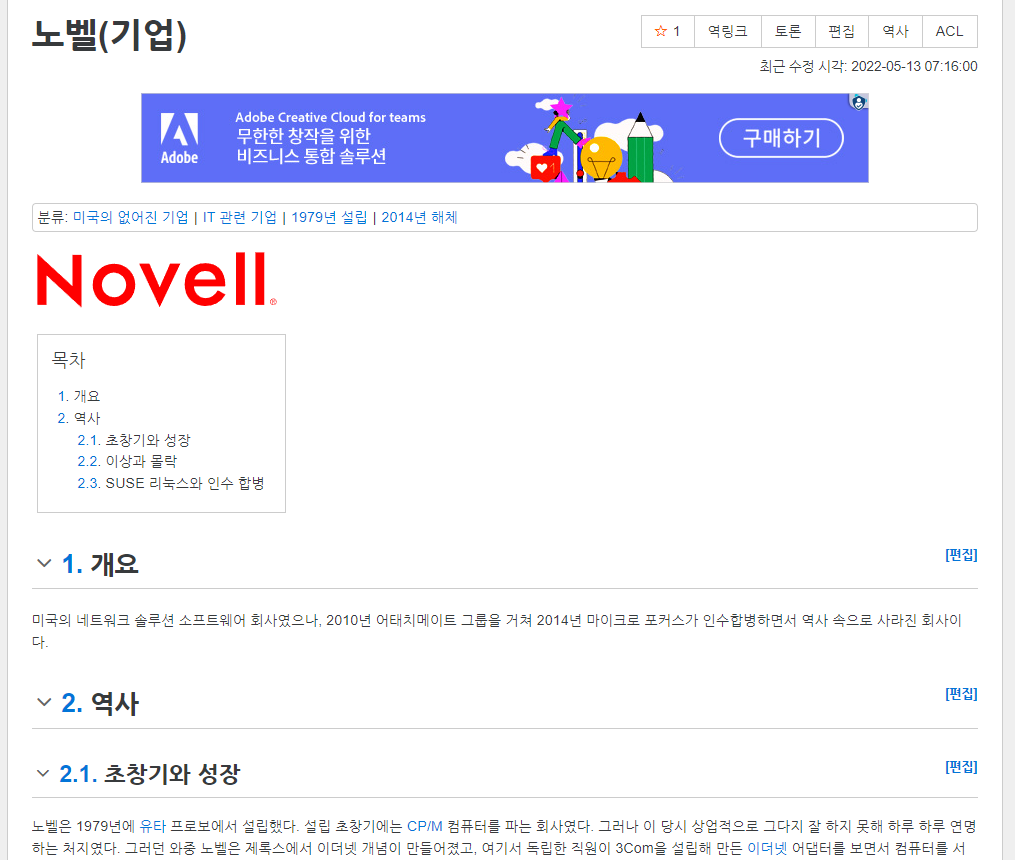 노벨(기업)
☆ 1 역링크 토론 편집 역사 ACL
최근 수정 시각: 2022-05-13 07:16:00
Adobe
Adobe Creative Cloud for teams
무한한 창작을 위한
비즈니스 통합 솔루션
구매하기
분류: 미국의 없어진 기업 | IT 관련 기업 | 1979년 설립 | 2014년 해체
Novell®
목차
1. 개요
2. 역사
2.1. 초창기와 성장
2.2. 이상과 몰락
2.3. SUSE 리눅스와 인수 합병
1. 개요 [편집]
미국의 네트워크 솔루션 소프트웨어 회사였으나, 2010년 어태치메이트 그룹을 거쳐 2014년 마이크로 포커스가 인수합병하면서 역사 속으로 사라진 회사이
다.
2. 역사 [편집]
2.1. 초창기와 성장 [편집]
노벨은 1979년에 유타 프로보에서 설립했다. 설립 초창기에는 CP/M 컴퓨터를 파는 회사였다. 그러나 이 당시 상업적으로 그다지 잘 하지 못해 하루 하루 연명
하는 처지였다. 그러던 와중 노벨은 제록스에서 이더넷 개념이 만들어졌고, 여기서 독립한 직원이 3Com을 설립해 만든 이더넷 어댑터를 보면서 컴퓨터를 서